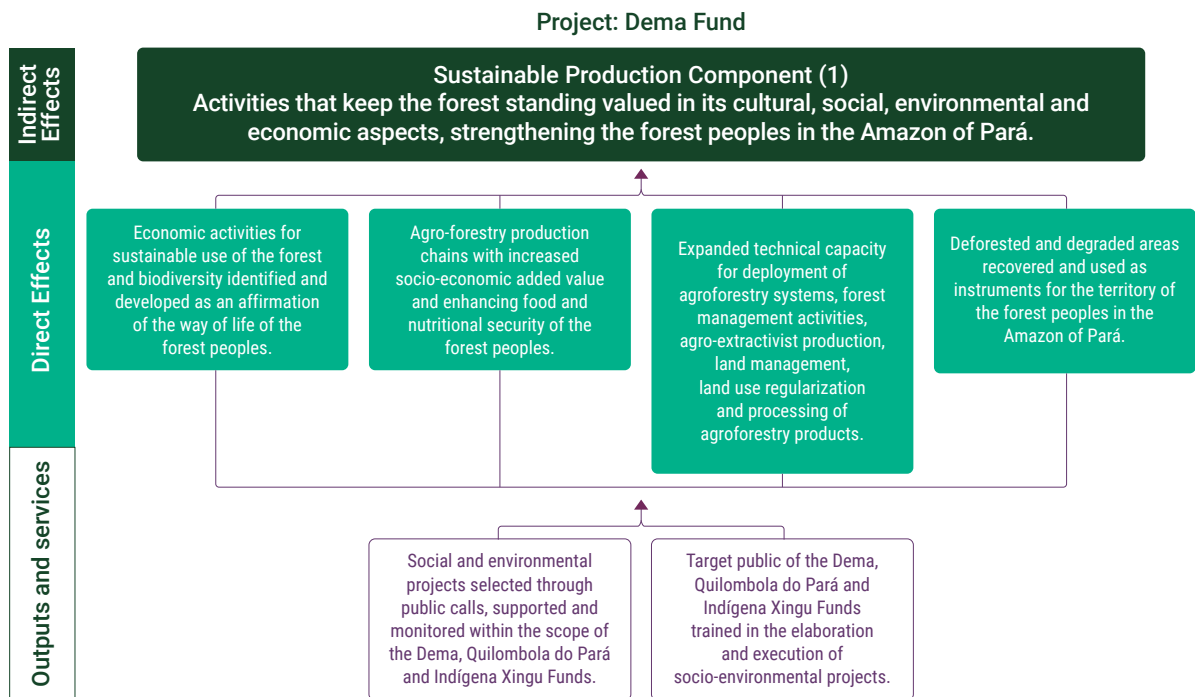 Project: Dema Fund
Indirect
Effects
Sustainable Production Component (1)
Activities that keep the forest standing valued in its cultural, social, environmental and
economic aspects, strengthening the forest peoples in the Amazon of Pará.
Direct Effects
Economic activities for
sustainable use of the forest
and biodiversity identified and
developed as an affirmation
of the way of life of the
forest peoples.
Agro-forestry production
chains with increased
socio-economic added value
and enhancing food and
nutritional security of the
forest peoples.
Expanded technical capacity
for deployment of
agroforestry systems, forest
management activities,
agro-extractivist production,
land management,
land use regularization
and processing of
agroforestry products.
Deforested and degraded areas
recovered and used as
instruments for the territory of
the forest peoples in the
Amazon of Pará.
Outputs and services
Social and environmental
projects selected through
public calls, supported and
monitored within the scope of
the Dema, Quilombola do Pará
and Indígena Xingu Funds.
Target public of the Dema,
Quilombola do Pará and
Indígena Xingu Funds
trained in the elaboration
and execution of
socio-environmental projects.